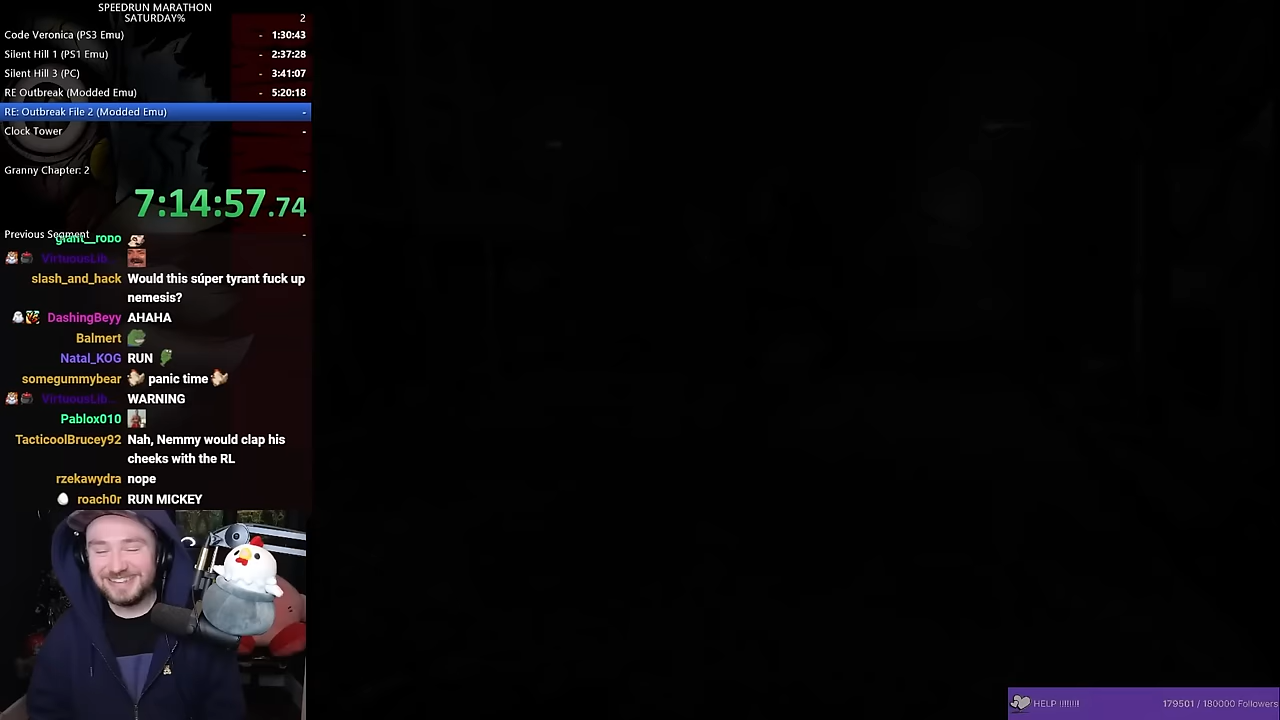 SPEEDRUN MARATHON
SATURDAY%
2
Code Veronica (PS3 Emu) - 1:30:43
Silent Hill 1 (PS1 Emu) - 2:37:28
Silent Hill 3 (PC) - 3:41:07
RE Outbreak (Modded Emu) - 5:20:18
RE: Outbreak File 2 (Modded Emu) -
Clock Tower -
Granny Chapter: 2 -
7:14:57.74
Previous Segment -
giant__robo
VirtuousLib...
slash_and_hack Would this súper tyrant fuck up
nemesis?
DashingBeyy AHAHA
Balmert
Natal_KOG RUN
somegummybear panic time
VirtuousLib... WARNING
Pablox010
TacticoolBrucey92 Nah, Nemmy would clap his
cheeks with the RL
rzekawydra nope
roach0r RUN MICKEY
HELP !!!!!!! 179501 / 180000 Followers